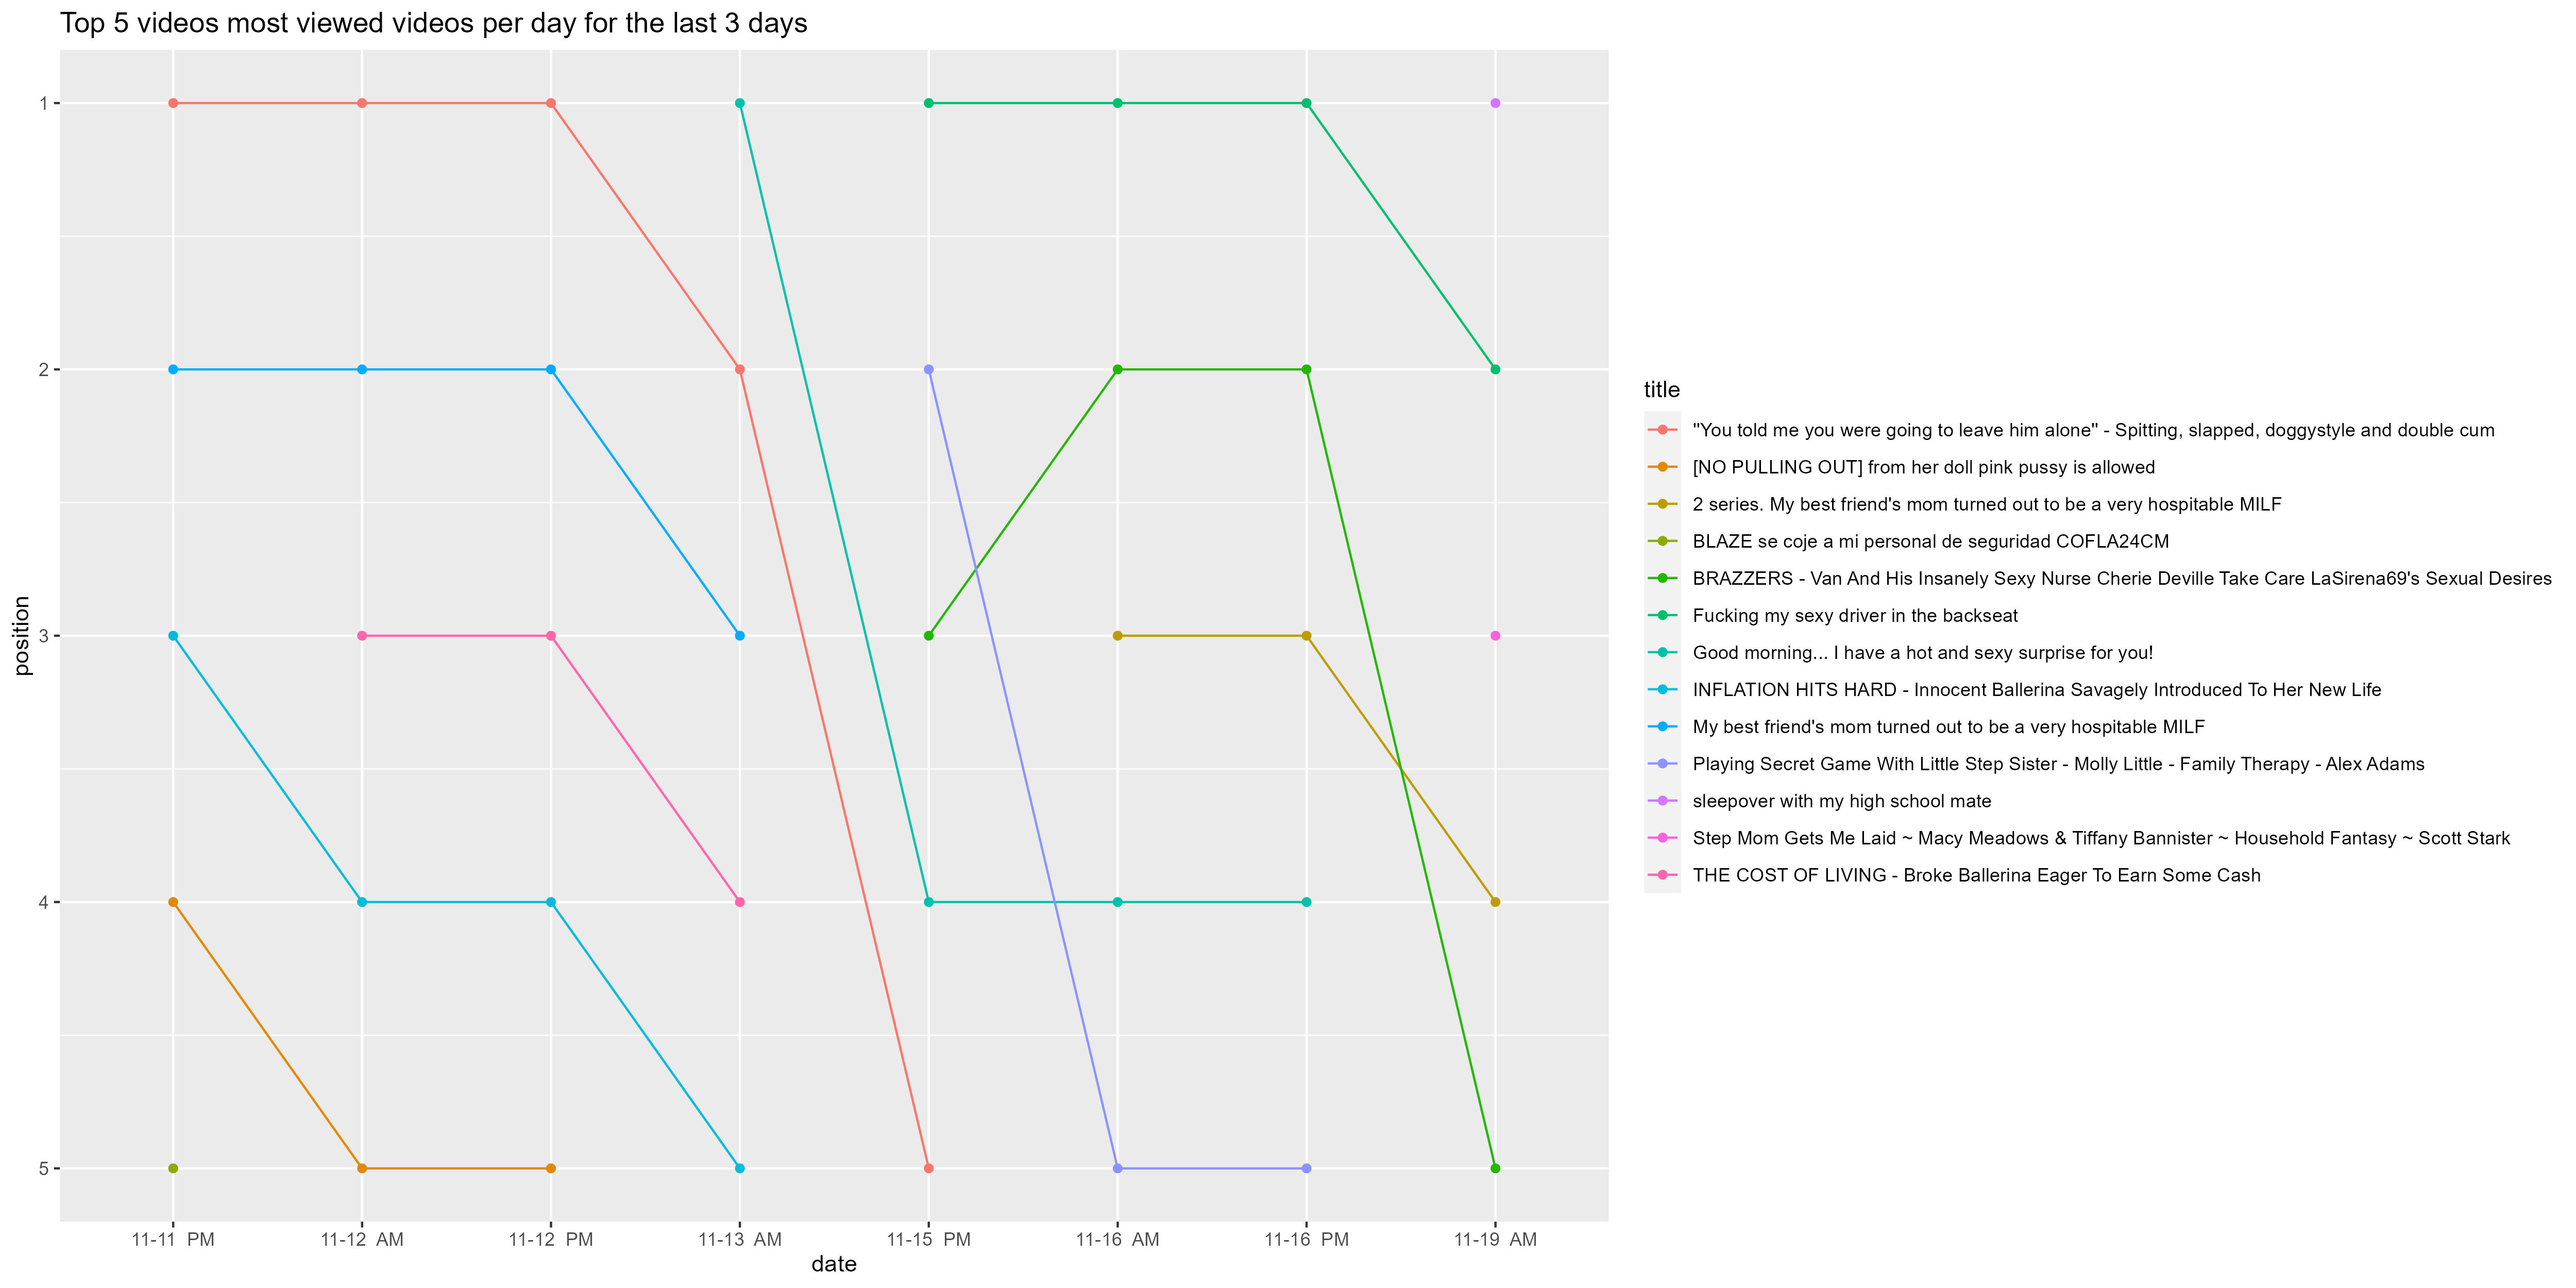 Top 5 videos most viewed videos per day for the last 3 days
position
1
2
3
4
5
11-11 PM
11-12 AM
11-12 PM
11-13 AM
11-15 PM
11-16 AM
11-16 PM
11-19 AM
date
title
"You told me you were going to leave him alone" - Spitting, slapped, doggystyle and double cum
[NO PULLING OUT] from her doll pink pussy is allowed
2 series. My best friend's mom turned out to be a very hospitable MILF
BLAZE se coje a mi personal de seguridad COFLA24CM
BRAZZERS - Van And His Insanely Sexy Nurse Cherie Deville Take Care LaSirena69's Sexual Desires
Fucking my sexy driver in the backseat
Good morning... I have a hot and sexy surprise for you!
INFLATION HITS HARD - Innocent Ballerina Savagely Introduced To Her New Life
My best friend's mom turned out to be a very hospitable MILF
Playing Secret Game With Little Step Sister - Molly Little - Family Therapy - Alex Adams
sleepover with my high school mate
Step Mom Gets Me Laid ~ Macy Meadows & Tiffany Bannister ~ Household Fantasy ~ Scott Stark
THE COST OF LIVING - Broke Ballerina Eager To Earn Some Cash